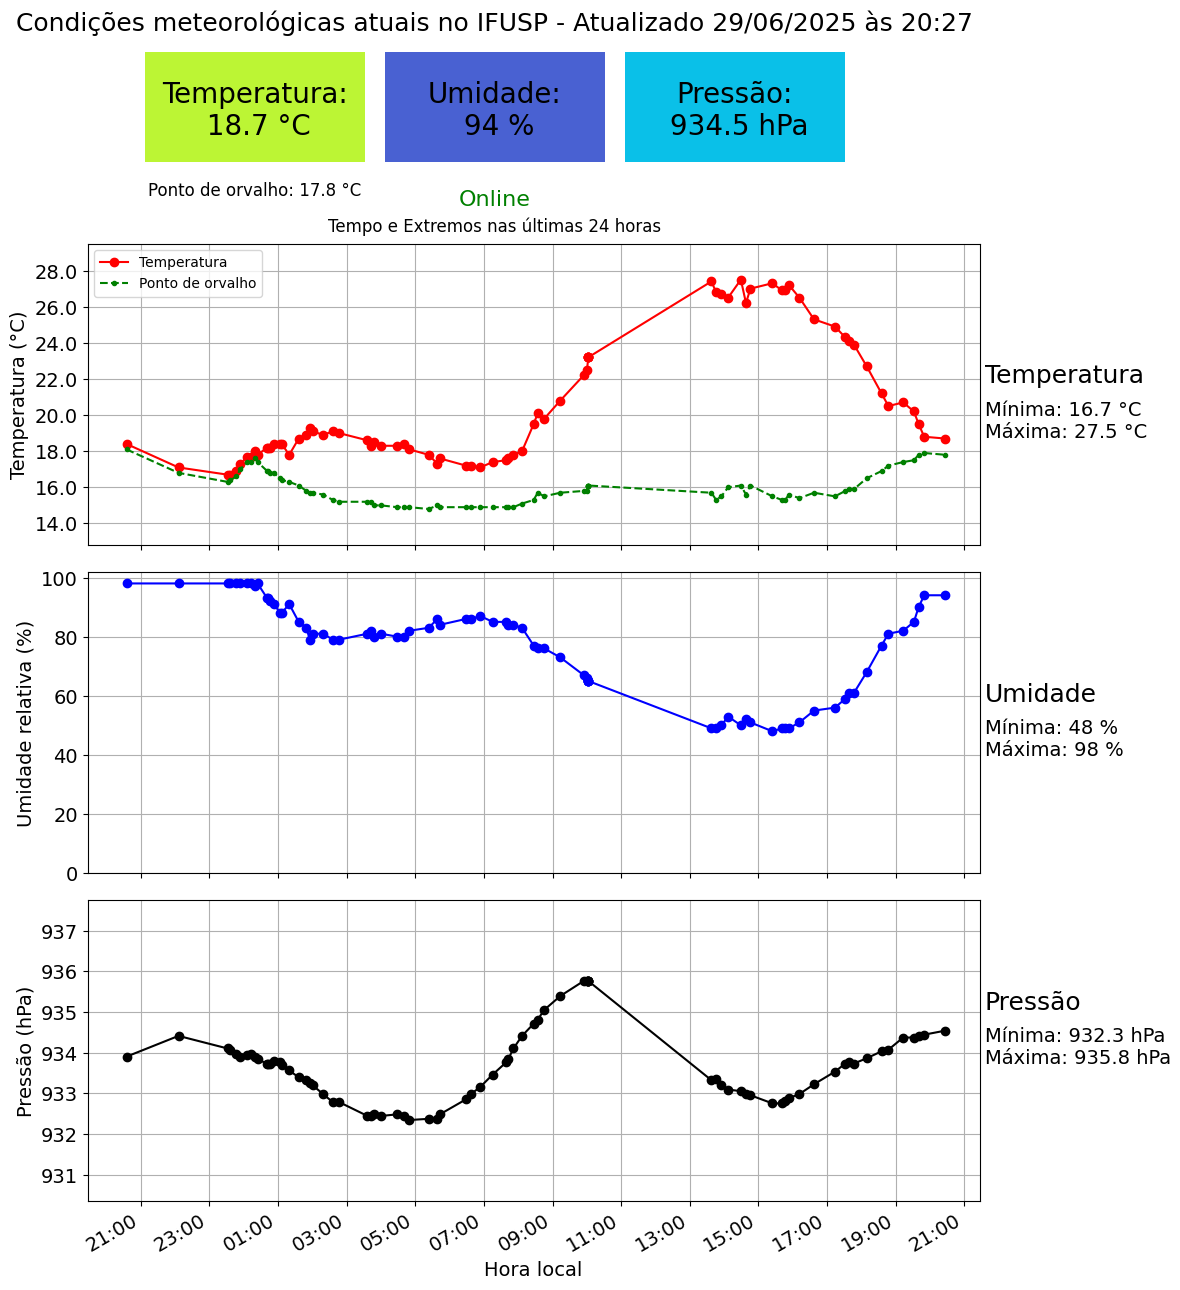 Condições meteorológicas atuais no IFUSP - Atualizado 29/06/2025 às 20:27
Temperatura:
18.7 °C
Umidade:
94 %
Pressão:
934.5 hPa
Ponto de orvalho: 17.8 °C
Online
Tempo e Extremos nas últimas 24 horas
Temperatura
Ponto de orvalho
Temperatura (°C)
28.0
26.0
24.0
22.0
20.0
18.0
16.0
14.0
Temperatura
Mínima: 16.7 °C
Máxima: 27.5 °C
Umidade relativa (%)
100
80
60
40
20
0
Umidade
Mínima: 48 %
Máxima: 98 %
Pressão (hPa)
937
936
935
934
933
932
931
Pressão
Mínima: 932.3 hPa
Máxima: 935.8 hPa
21:00
23:00
01:00
03:00
05:00
07:00
09:00
11:00
13:00
15:00
17:00
19:00
21:00
Hora local